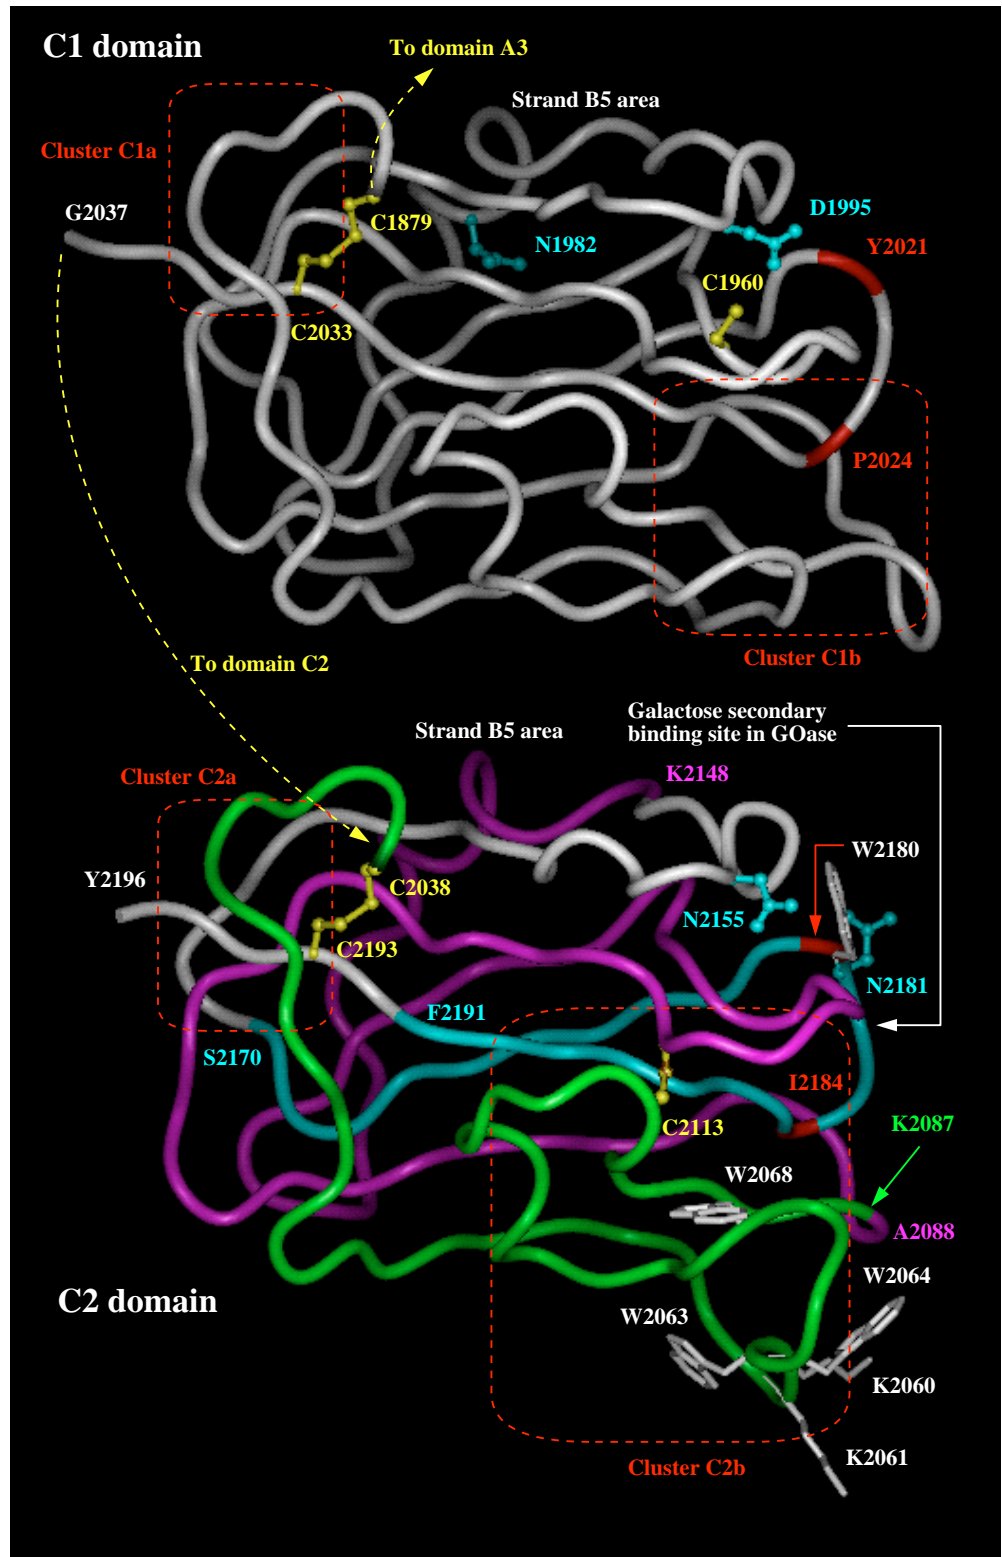 C1 domain
To domain A3
Strand B5 area
Cluster C1a
G2037
C1879
N1982
D1995
Y2021
C1960
C2033
P2024
Cluster C1b
To domain C2
Galactose secondary
binding site in GOase
Strand B5 area
K2148
Cluster C2a
W2180
Y2196
C2038
N2155
C2193
N2181
F2191
S2170
I2184
C2113
K2087
W2068
A2088
W2064
C2 domain
W2063
K2060
K2061
Cluster C2b